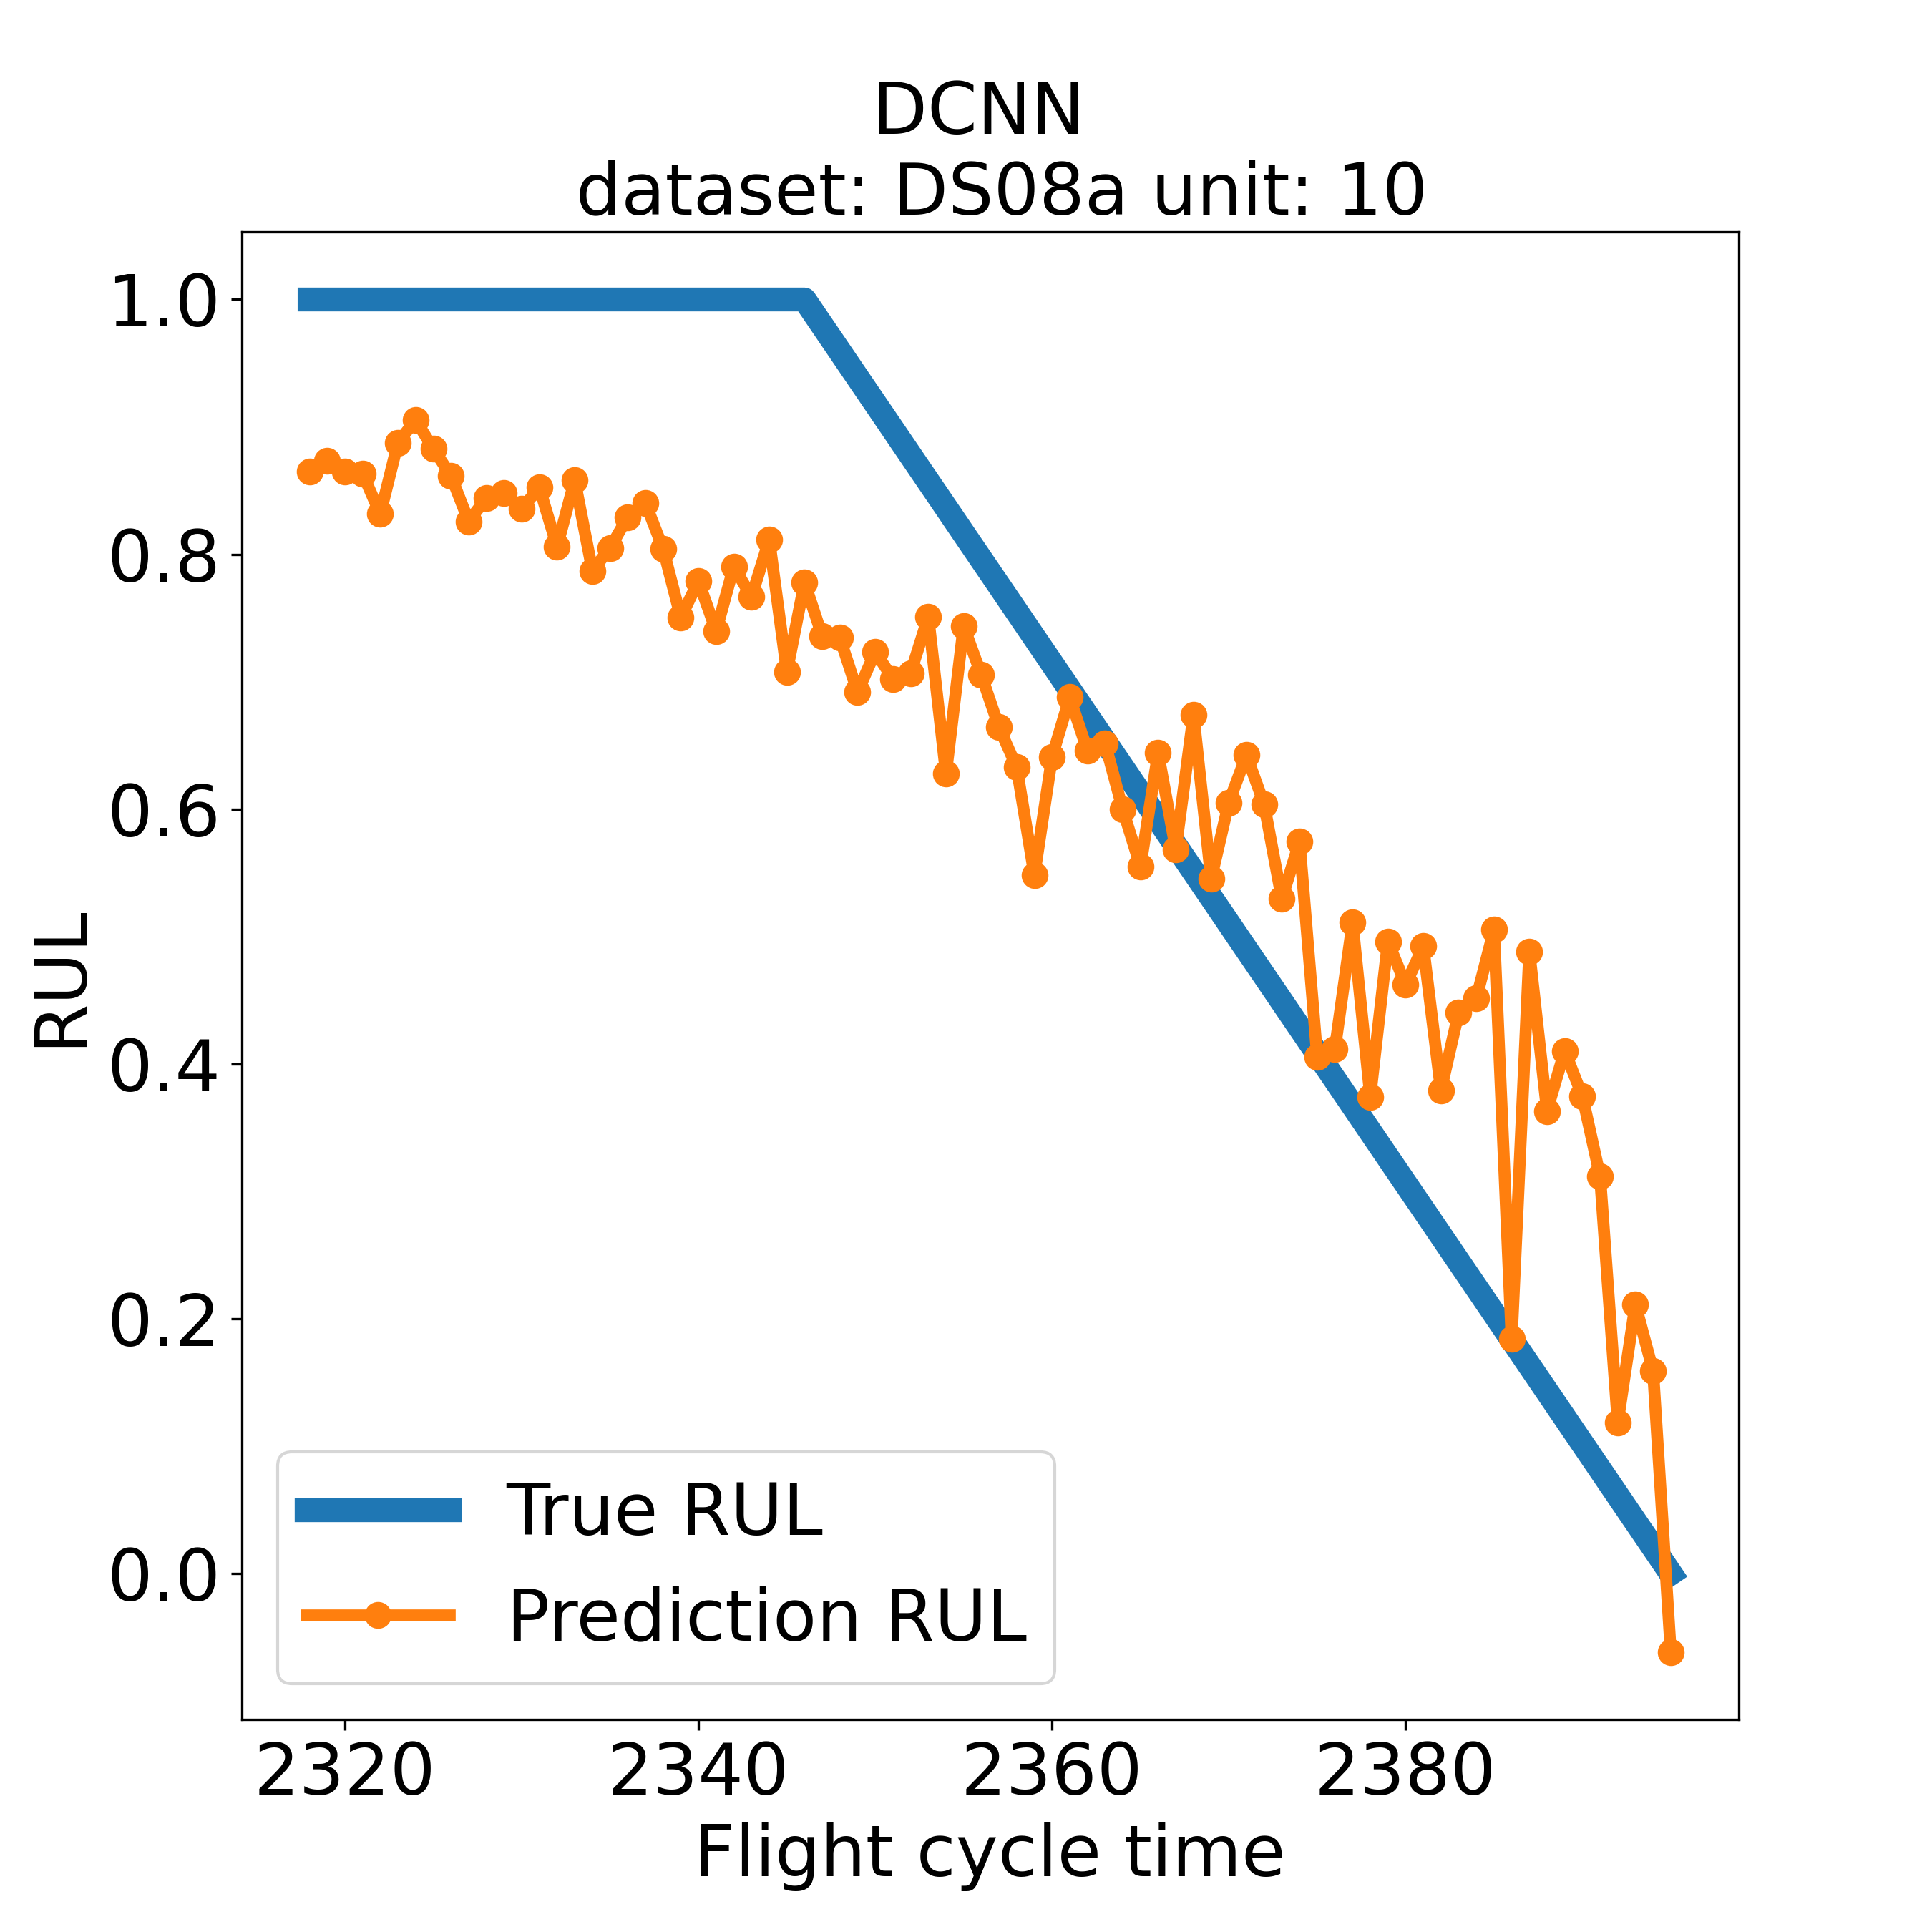 DCNN
dataset: DS08a unit: 10
1.0
0.8
0.6
0.4
0.2
0.0
RUL
True RUL
Prediction RUL
2320 2340 2360 2380
Flight cycle time